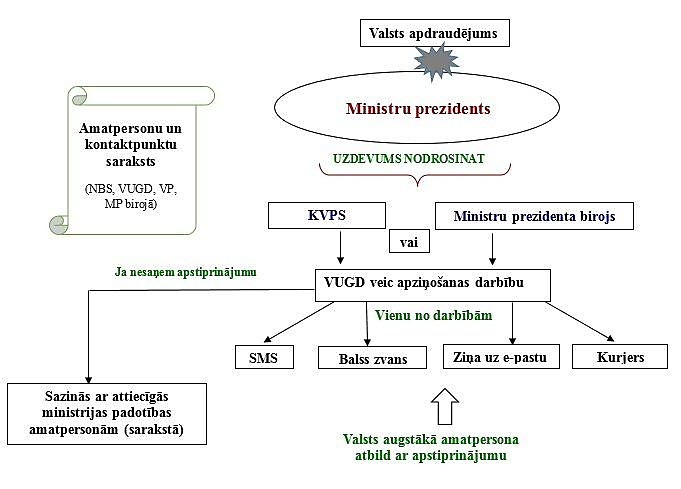 Valsts apdraudējums
Ministru prezidents
Amatpersonu un
kontaktpunktu
saraksts
(NBS, VUGD, VP,
MP birojā)
UZDEVUMS NODROSINAT
KVPS
vai
Ministru prezidenta birojs
Ja nesaņem apstiprinājumu
VUGD veic apziņošanas darbību
Vienu no darbībām
SMS
Balss zvans
Ziņa uz e-pastu
Kurjers
Sazinās ar attiecīgās
ministrijas padotības
amatpersonām (sarakstā)
Valsts augstākā amatpersona
atbild ar apstiprinājumu